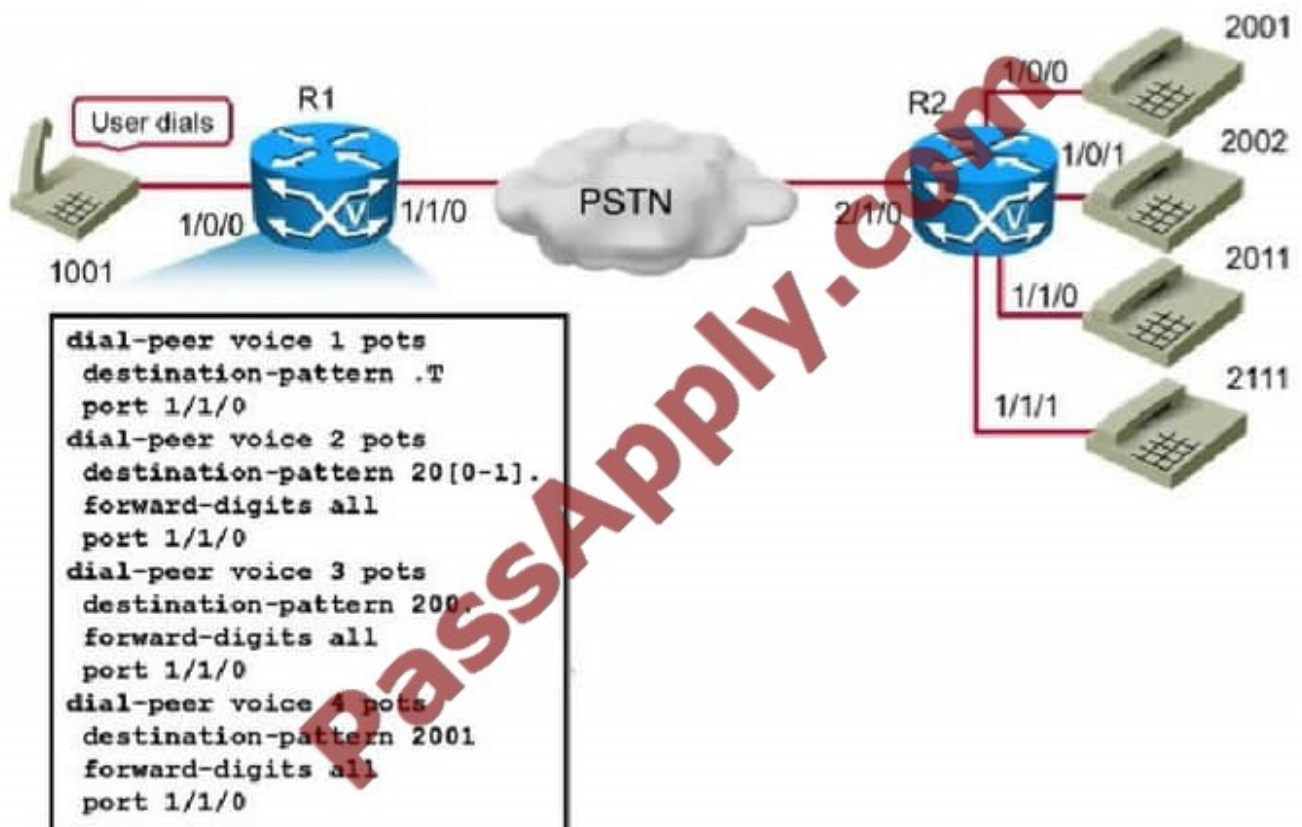 2001
1/0/0
R1
R2
User dials
2002
1/0/1
PSTN
1/0/0
1/1/0
2/1/0
2011
1001
1/1/0
2111
1/1/1
dial-peer voice 1 pots
destination-pattern .T
port 1/1/0
dial-peer voice 2 pots
destination-pattern 20[0-1].
forward-digits all
port 1/1/0
dial-peer voice 3 pots
destination-pattern 200.
forward-digits all
port 1/1/0
dial-peer voice 4 pots
destination-pattern 2001
forward-digits all
port 1/1/0
PassApply.com
V
V